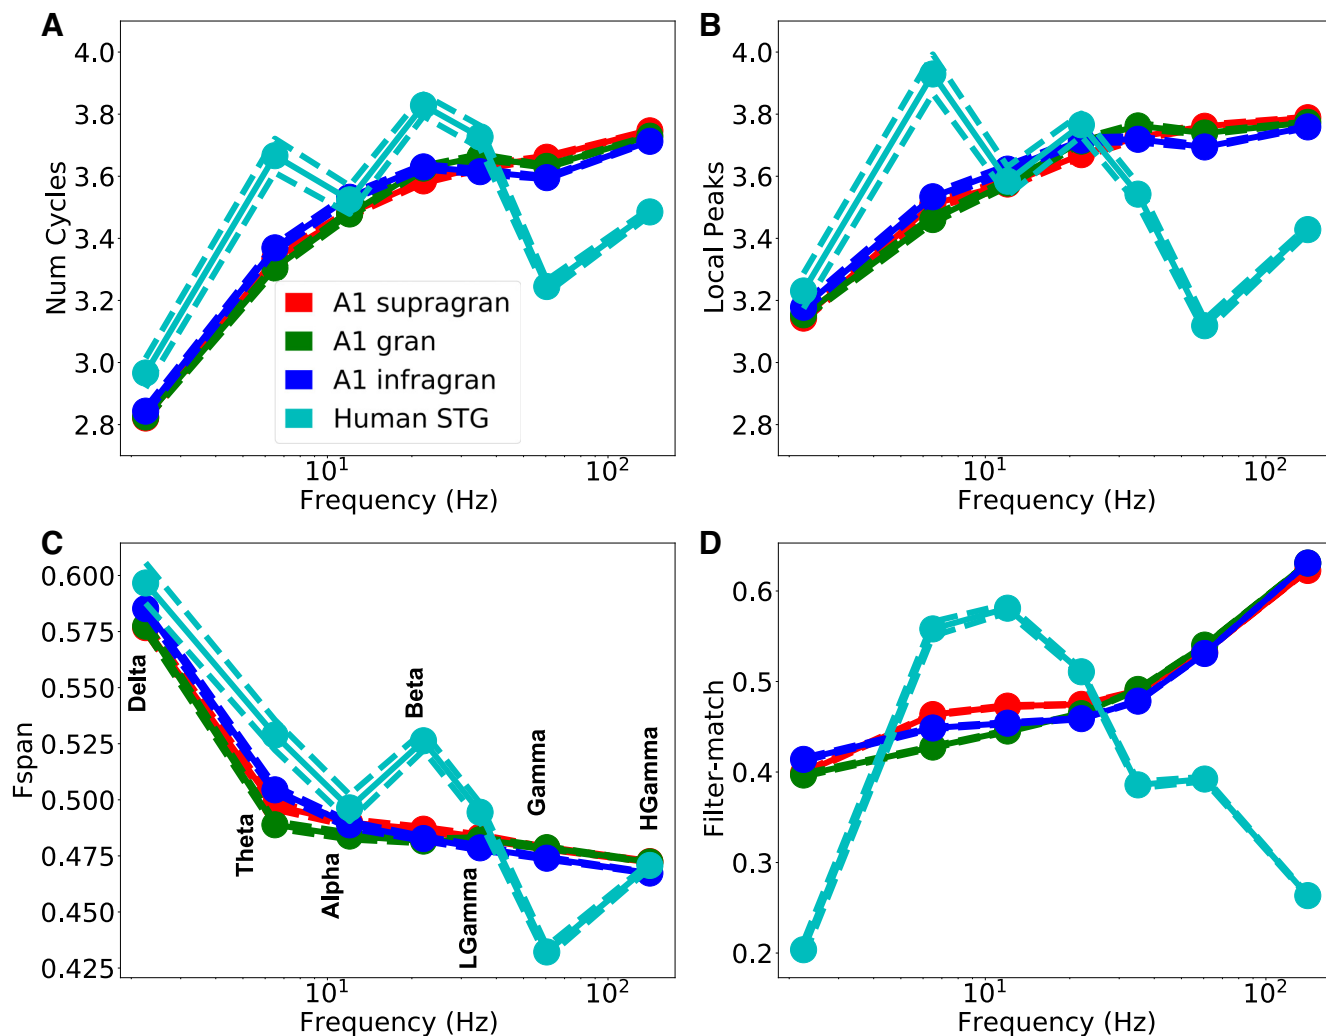 A
4.0
3.8
3.6
3.4
3.2
3.0
2.8
Num Cycles
A1 supragran
A1 gran
A1 infragran
Human STG
10¹
10²
Frequency (Hz)
B
4.0
3.8
3.6
3.4
3.2
3.0
2.8
Local Peaks
10¹
10²
Frequency (Hz)
C
0.600
0.575
0.550
0.525
0.500
0.475
0.450
0.425
Fspan
Delta
Theta
Alpha
Beta
LGamma
Gamma
HGamma
10¹
10²
Frequency (Hz)
D
0.6
0.5
0.4
0.3
0.2
Filter-match
10¹
10²
Frequency (Hz)